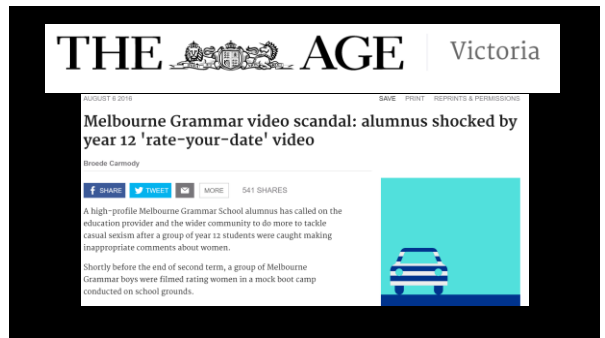 THE AGE Victoria
AUGUST 6 2016 SAVE PRINT REPRINTS & PERMISSIONS
Melbourne Grammar video scandal: alumnus shocked by
year 12 'rate-your-date' video
Broede Carmody
f SHARE TWEET MORE 541 SHARES
A high-profile Melbourne Grammar School alumnus has called on the
education provider and the wider community to do more to tackle
casual sexism after a group of year 12 students were caught making
inappropriate comments about women.
Shortly before the end of second term, a group of Melbourne
Grammar boys were filmed rating women in a mock boot camp
conducted on school grounds.